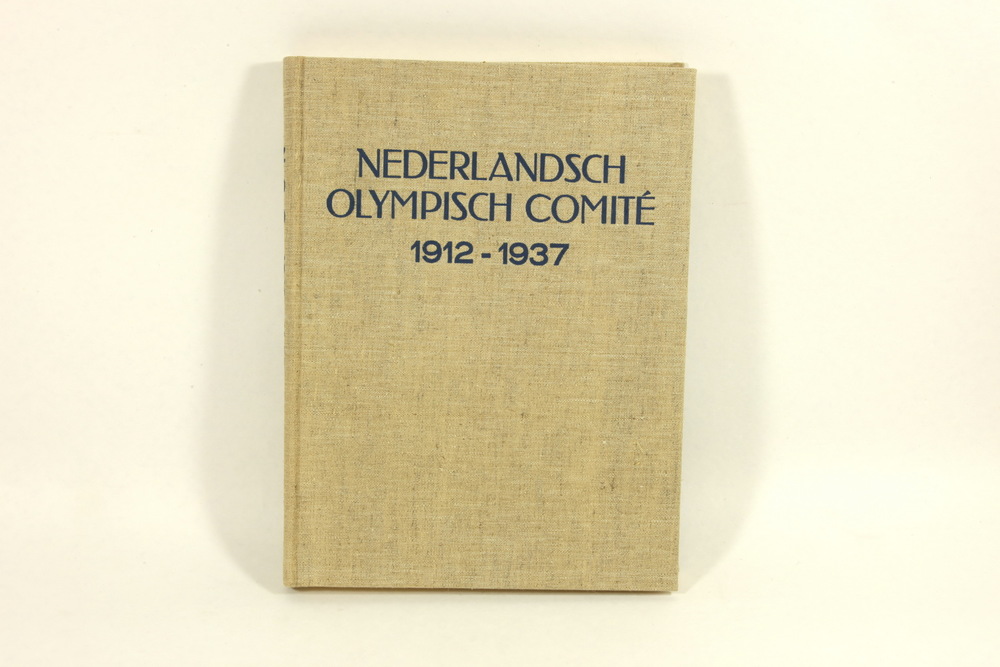 NEDERLANDSCH
OLYMPISCH COMITÉ
1912 - 1937